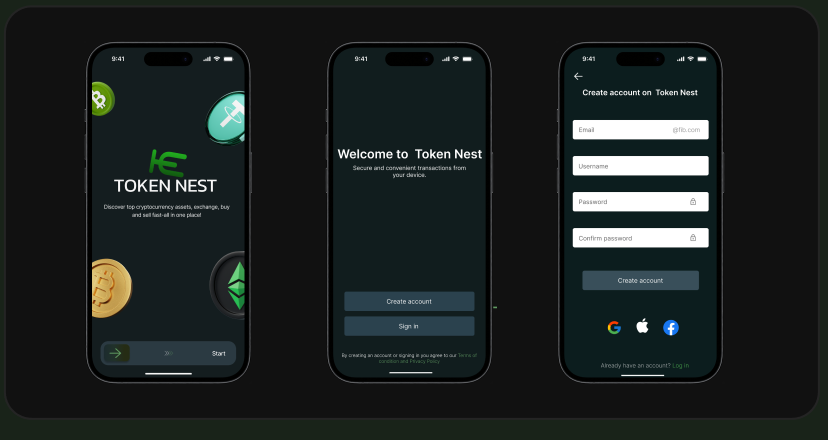 9:41
TOKEN NEST
Discover top cryptocurrency assets, exchange, buy
and sell fast-all in one place!
Start
9:41
Welcome to Token Nest
Secure and convenient transactions from
your device.
Create account
Sign in
By creating an account or signing in you agree to our Terms of
condition and Privacy Policy
9:41
Create account on Token Nest
Email @fib.com
Username
Password
Confirm password
Create account
Already have an account? Log in